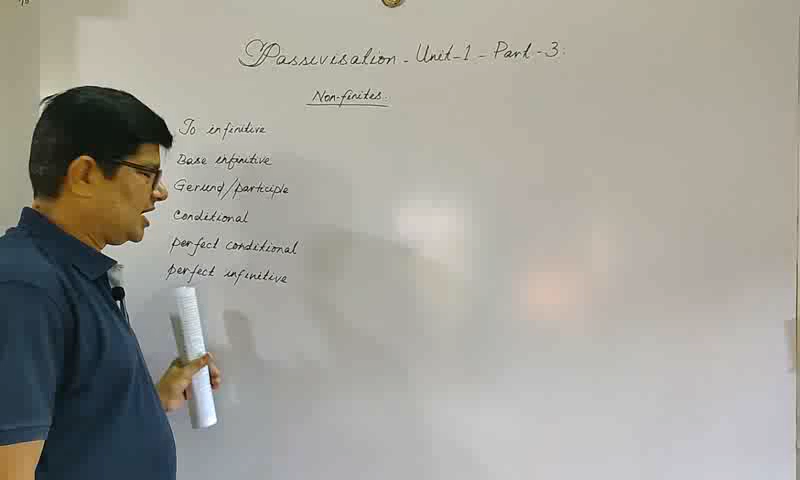 Passivisation - Unit-1 - Part-3:
Non-finites.
To infinitive
Base infinitive
Gerund/participle
Conditional
perfect conditional
perfect infinitive